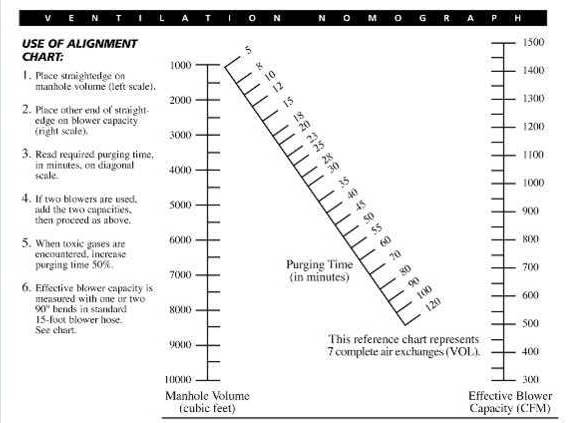 VENTILATION NOMOGRAPH
USE OF ALIGNMENT
CHART:
1. Place straightedge on
manhole volume (left scale).
2. Place other end of straight-
edge on blower capacity
(right scale).
3. Read required purging time,
in minutes, on diagonal
scale.
4. If two blowers are used,
add the two capacities,
then proceed as above.
5. When toxic gases are
encountered, increase
purging time 50%.
6. Effective blower capacity is
measured with one or two
90° bends in standard
15-foot blower hose.
See chart.
1000
2000
3000
4000
5000
6000
7000
8000
9000
10000
Manhole Volume
(cubic feet)
5
8
10
12
15
18
20
23
25
28
30
35
40
45
50
55
60
70
80
90
100
120
Purging Time
(in minutes)
This reference chart represents
7 complete air exchanges (VOL).
1500
1400
1300
1200
1100
1000
900
800
700
600
500
400
300
Effective Blower
Capacity (CFM)